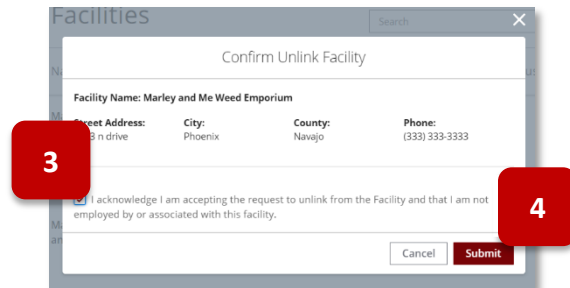 Facilities
Search
Confirm Unlink Facility
Facility Name: Marley and Me Weed Emporium
Street Address: City: County: Phone:
3 n drive Phoenix Navajo (333) 333-3333
3
I acknowledge I am accepting the request to unlink from the Facility and that I am not
employed by or associated with this facility.
4
Cancel Submit